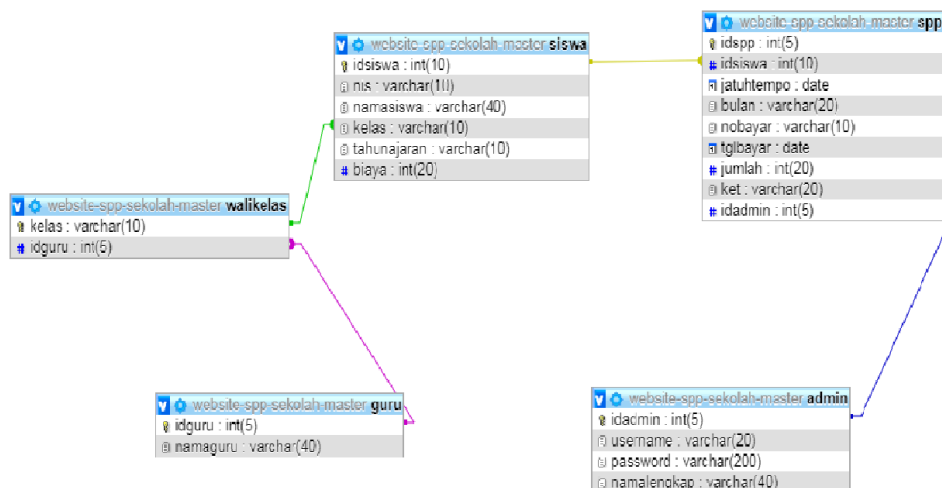 website-spp-sekolah-master siswa
idsiswa : int(10)
nis : varchar(10)
namasiswa : varchar(40)
kelas : varchar(10)
tahunajaran : varchar(10)
biaya : int(20)
website-spp-sekolah-master spp
idspp : int(5)
idsiswa : int(10)
jatuhtempo : date
bulan : varchar(20)
nobayar : varchar(10)
tglbayar : date
jumlah : int(20)
ket : varchar(20)
idadmin : int(5)
website-spp-sekolah-master walikelas
kelas : varchar(10)
idguru : int(5)
website-spp-sekolah-master guru
idguru : int(5)
namaguru : varchar(40)
website-spp-sekolah-master admin
idadmin : int(5)
username : varchar(20)
password : varchar(200)
namalengkap : varchar(40)